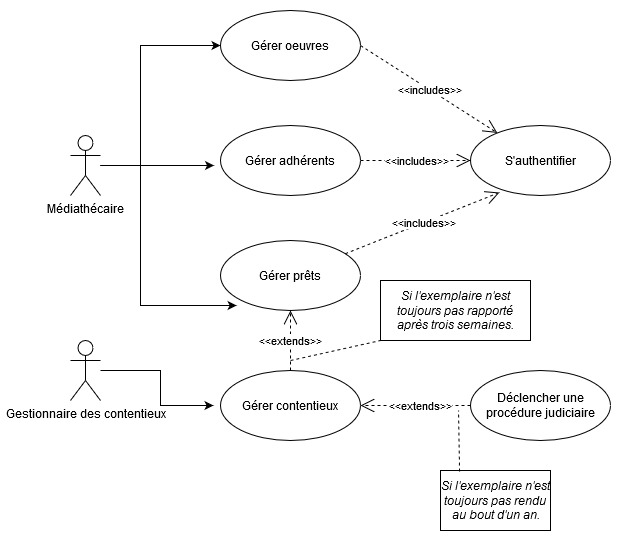 Gérer oeuvres
<<includes>>
Médiathécaire
Gérer adhérents
<<includes>>
S'authentifier
<<includes>>
Gérer prêts
Si l'exemplaire n'est
toujours pas rapporté
après trois semaines.
<<extends>>
Gestionnaire des contentieux
Gérer contentieux
<<extends>>
Déclencher une
procédure judiciaire
Si l'exemplaire n'est
toujours pas rendu
au bout d'un an.